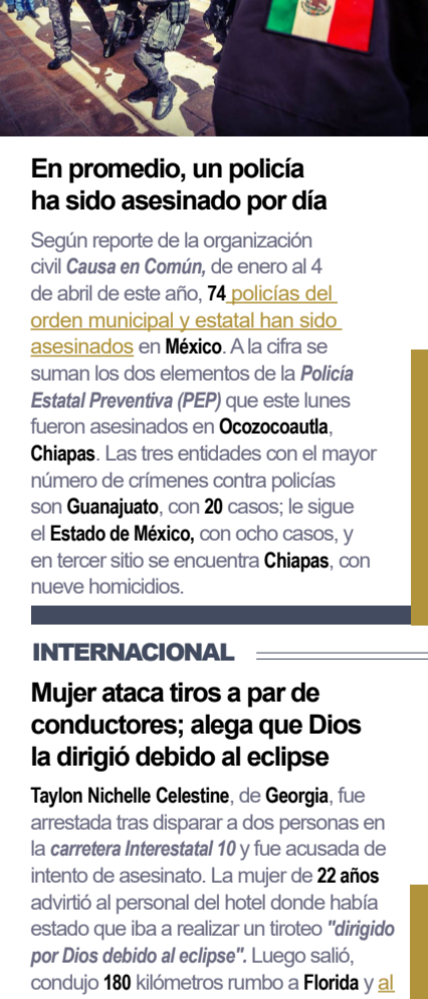 En promedio, un policía
ha sido asesinado por día
Según reporte de la organización
civil Causa en Común, de enero al 4
de abril de este año, 74 policías del
orden municipal y estatal han sido
asesinados en México. A la cifra se
suman los dos elementos de la Policía
Estatal Preventiva (PEP) que este lunes
fueron asesinados en Ocozocoautla,
Chiapas. Las tres entidades con el mayor
número de crímenes contra policías
son Guanajuato, con 20 casos; le sigue
el Estado de México, con ocho casos, y
en tercer sitio se encuentra Chiapas, con
nueve homicidios.
INTERNACIONAL
Mujer ataca tiros a par de
conductores; alega que Dios
la dirigió debido al eclipse
Taylon Nichelle Celestine, de Georgia, fue
arrestada tras disparar a dos personas en
la carretera Interestatal 10 y fue acusada de
intento de asesinato. La mujer de 22 años
advirtió al personal del hotel donde había
estado que iba a realizar un tiroteo "dirigido
por Dios debido al eclipse". Luego salió,
condujo 180 kilómetros rumbo a Florida y al